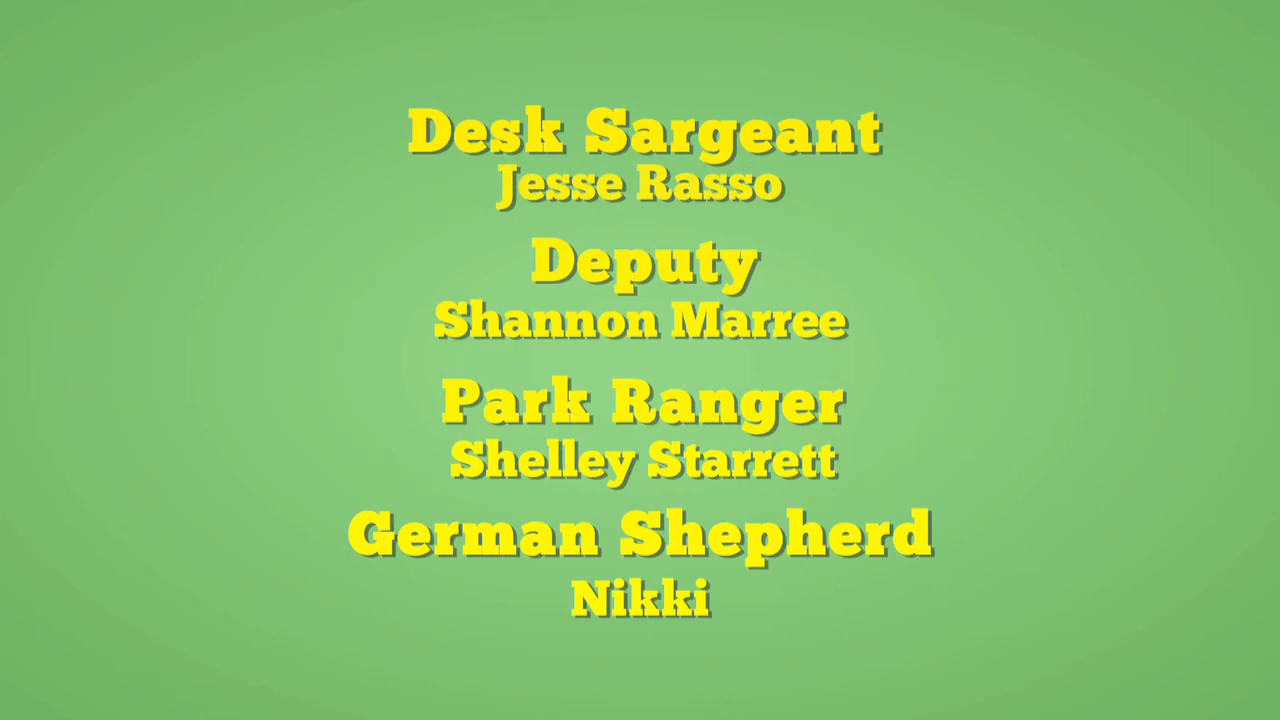 Desk Sargeant
Jesse Rasso
Deputy
Shannon Marree
Park Ranger
Shelley Starrett
German Shepherd
Nikki